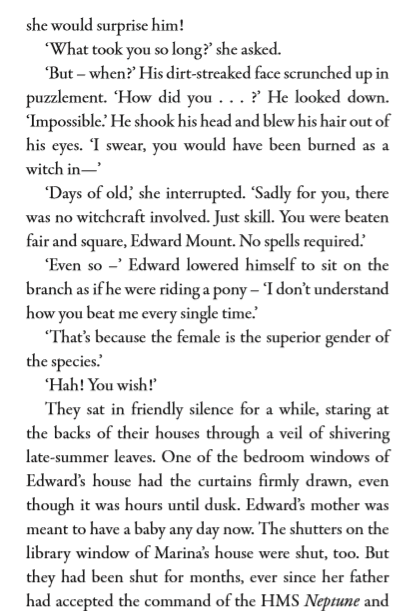 she would surprise him!
‘What took you so long?’ she asked.
‘But – when?’ His dirt-streaked face scrunched up in
puzzlement. ‘How did you . . . ?’ He looked down.
‘Impossible.’ He shook his head and blew his hair out of
his eyes. ‘I swear, you would have been burned as a
witch in—’
‘Days of old,’ she interrupted. ‘Sadly for you, there
was no witchcraft involved. Just skill. You were beaten
fair and square, Edward Mount. No spells required.’
‘Even so –’ Edward lowered himself to sit on the
branch as if he were riding a pony – ‘I don’t understand
how you beat me every single time.’
‘That’s because the female is the superior gender of
the species.’
‘Hah! You wish!’
They sat in friendly silence for a while, staring at
the backs of their houses through a veil of shivering
late-summer leaves. One of the bedroom windows of
Edward’s house had the curtains firmly drawn, even
though it was hours until dusk. Edward’s mother was
meant to have a baby any day now. The shutters on the
library window of Marina’s house were shut, too. But
they had been shut for months, ever since her father
had accepted the command of the HMS Neptune and